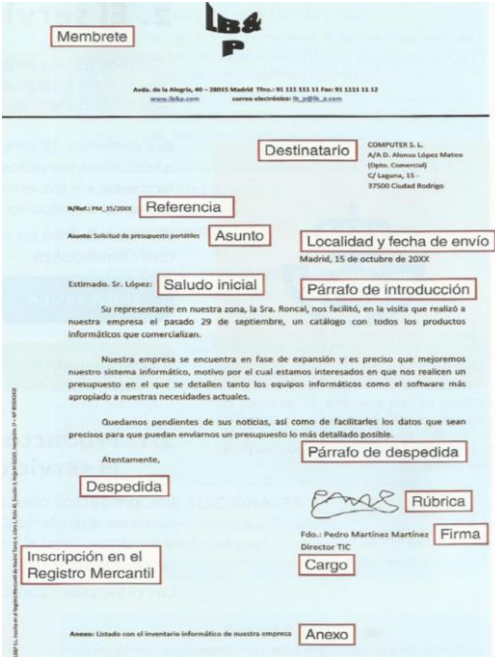 Membrete
LB&
P
Avda. de la Alegría, 40 – 28015 Madrid Tfno.: 91 111 111 11 Fax: 91 1111 11 12
www.lb&p.com correo electrónico: lb_p@lb_p.com
Destinatario
COMPUTER S. L.
A/A D. Alonso López Mateo
(Dpto. Comercial)
C/ Laguna, 15 -
37500 Ciudad Rodrigo
N/Ref.: PM_15/20XX Referencia
Asunto: Solicitud de presupuesto portátiles Asunto
Localidad y fecha de envío
Madrid, 15 de octubre de 20XX
Estimado. Sr. López: Saludo inicial Párrafo de introducción
Su representante en nuestra zona, la Sra. Roncal, nos facilitó, en la visita que realizó a
nuestra empresa el pasado 29 de septiembre, un catálogo con todos los productos
informáticos que comercializan.
Nuestra empresa se encuentra en fase de expansión y es preciso que mejoremos
nuestro sistema informático, motivo por el cual estamos interesados en que nos realicen un
presupuesto en el que se detallen tanto los equipos informáticos como el software más
apropiado a nuestras necesidades actuales.
Quedamos pendientes de sus noticias, así como de facilitarles los datos que sean
precisos para que puedan enviarnos un presupuesto lo más detallado posible.
Atentamente, Párrafo de despedida
Despedida
Rúbrica
Fdo.: Pedro Martínez Martínez Firma
Director TIC
Cargo
Inscripción en el
Registro Mercantil
Anexo: Listado con el inventario informático de nuestra empresa Anexo